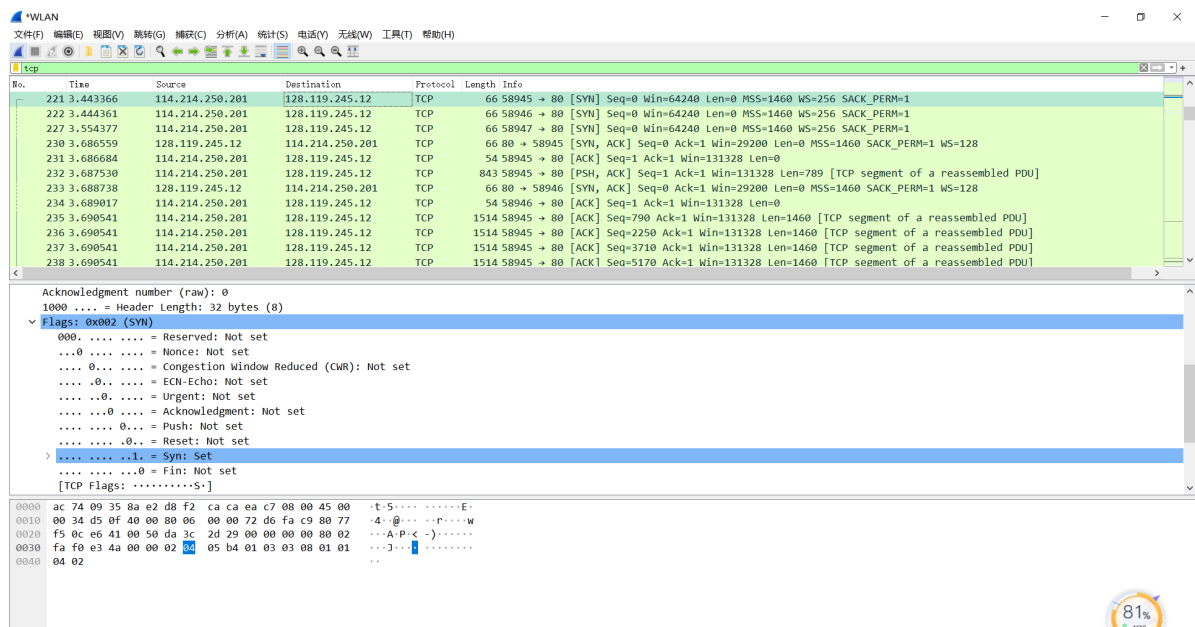 *WLAN
文件(F) 编辑(E) 视图(V) 跳转(G) 捕获(C) 分析(A) 统计(S) 电话(Y) 无线(W) 工具(T) 帮助(H)
tcp
No. Time Source Destination Protocol Length Info
221 3.443366 114.214.250.201 128.119.245.12 TCP 66 58945 → 80 [SYN] Seq=0 Win=64240 Len=0 MSS=1460 WS=256 SACK_PERM=1
222 3.444361 114.214.250.201 128.119.245.12 TCP 66 58946 → 80 [SYN] Seq=0 Win=64240 Len=0 MSS=1460 WS=256 SACK_PERM=1
227 3.554377 114.214.250.201 128.119.245.12 TCP 66 58947 → 80 [SYN] Seq=0 Win=64240 Len=0 MSS=1460 WS=256 SACK_PERM=1
230 3.686559 128.119.245.12 114.214.250.201 TCP 66 80 → 58945 [SYN, ACK] Seq=0 Ack=1 Win=29200 Len=0 MSS=1460 SACK_PERM=1 WS=128
231 3.686684 114.214.250.201 128.119.245.12 TCP 54 58945 → 80 [ACK] Seq=1 Ack=1 Win=131328 Len=0
232 3.687530 114.214.250.201 128.119.245.12 TCP 843 58945 → 80 [PSH, ACK] Seq=1 Ack=1 Win=131328 Len=789 [TCP segment of a reassembled PDU]
233 3.688738 128.119.245.12 114.214.250.201 TCP 66 80 → 58946 [SYN, ACK] Seq=0 Ack=1 Win=29200 Len=0 MSS=1460 SACK_PERM=1 WS=128
234 3.689017 114.214.250.201 128.119.245.12 TCP 54 58946 → 80 [ACK] Seq=1 Ack=1 Win=131328 Len=0
235 3.690541 114.214.250.201 128.119.245.12 TCP 1514 58945 → 80 [ACK] Seq=790 Ack=1 Win=131328 Len=1460 [TCP segment of a reassembled PDU]
236 3.690541 114.214.250.201 128.119.245.12 TCP 1514 58945 → 80 [ACK] Seq=2250 Ack=1 Win=131328 Len=1460 [TCP segment of a reassembled PDU]
237 3.690541 114.214.250.201 128.119.245.12 TCP 1514 58945 → 80 [ACK] Seq=3710 Ack=1 Win=131328 Len=1460 [TCP segment of a reassembled PDU]
238 3.690541 114.214.250.201 128.119.245.12 TCP 1514 58945 → 80 [ACK] Seq=5170 Ack=1 Win=131328 Len=1460 [TCP segment of a reassembled PDU]
Acknowledgment number (raw): 0
1000 .... = Header Length: 32 bytes (8)
Flags: 0x002 (SYN)
000. .... .... = Reserved: Not set
...0 .... .... = Nonce: Not set
.... 0... .... = Congestion Window Reduced (CWR): Not set
.... .0.. .... = ECN-Echo: Not set
.... ..0. .... = Urgent: Not set
.... ...0 .... = Acknowledgment: Not set
.... .... 0... = Push: Not set
.... .... .0.. = Reset: Not set
.... .... ..1. = Syn: Set
.... .... ...0 = Fin: Not set
[TCP Flags: ··········S·]
0000 ac 74 09 35 8a e2 d8 f2 ca ca ea c7 08 00 45 00 ·t·5···· ······E·
0010 00 34 d5 0f 40 00 80 06 00 00 72 d6 fa c9 80 77 ·4··@··· ··r····w
0020 f5 0c e6 41 00 50 da 3c 2d 29 00 00 00 00 80 02 ···A·P·< -)······
0030 fa f0 e3 4a 00 00 02 04 05 b4 01 03 03 08 01 01 ···J···· ········
0040 04 02 ··
81%